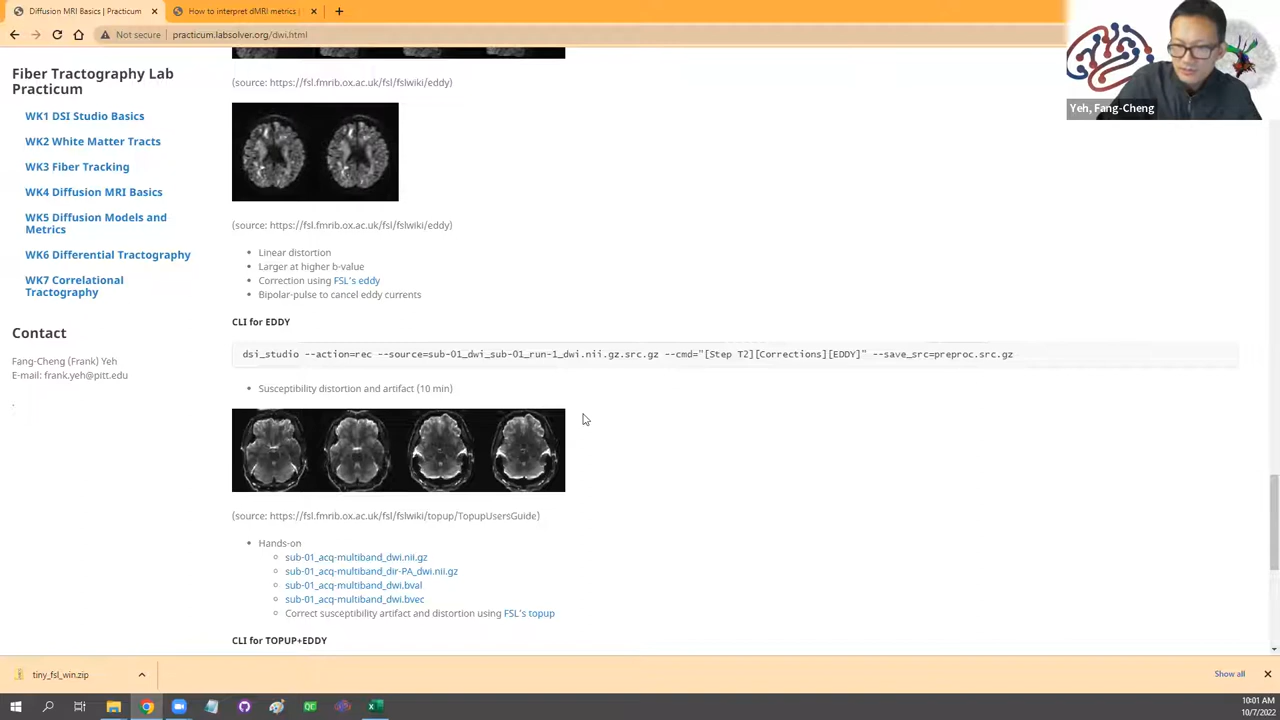 Diffusion MRI Basics | Practicum
How to interpret dMRI metrics |
Not secure | practicum.labsolver.org/dwi.html
Yeh, Fang-Cheng
Fiber Tractography Lab
Practicum
WK1 DSI Studio Basics
WK2 White Matter Tracts
WK3 Fiber Tracking
WK4 Diffusion MRI Basics
WK5 Diffusion Models and
Metrics
WK6 Differential Tractography
WK7 Correlational
Tractography
Contact
Fang-Cheng (Frank) Yeh
E-mail: frank.yeh@pitt.edu
.
(source: https://fsl.fmrib.ox.ac.uk/fsl/fslwiki/eddy)
(source: https://fsl.fmrib.ox.ac.uk/fsl/fslwiki/eddy)
Linear distortion
Larger at higher b-value
Correction using FSL's eddy
Bipolar-pulse to cancel eddy currents
CLI for EDDY
dsi_studio --action=rec --source=sub-01_dwi_sub-01_run-1_dwi.nii.gz.src.gz --cmd="[Step T2][Corrections][EDDY]" --save_src=preproc.src.gz
Susceptibility distortion and artifact (10 min)
(source: https://fsl.fmrib.ox.ac.uk/fsl/fslwiki/topup/TopupUsersGuide)
Hands-on
sub-01_acq-multiband_dwi.nii.gz
sub-01_acq-multiband_dir-PA_dwi.nii.gz
sub-01_acq-multiband_dwi.bval
sub-01_acq-multiband_dwi.bvec
Correct susceptibility artifact and distortion using FSL's topup
CLI for TOPUP+EDDY
tiny_fsl_win.zip
Show all
10:01 AM
10/7/2022